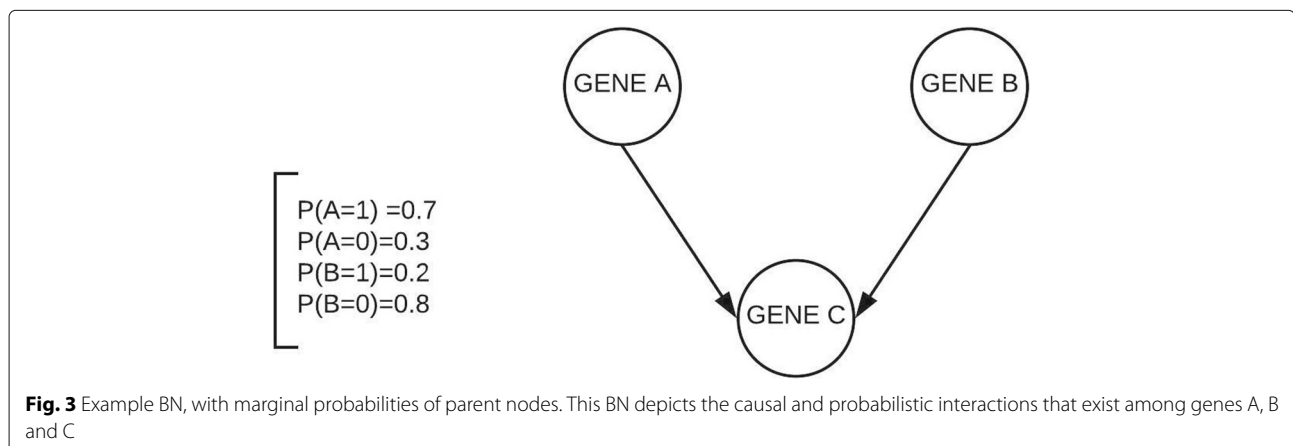 GENE A
GENE B
P(A=1) =0.7
P(A=0)=0.3
P(B=1)=0.2
P(B=0)=0.8
GENE C
Fig. 3 Example BN, with marginal probabilities of parent nodes. This BN depicts the causal and probabilistic interactions that exist among genes A, B
and C